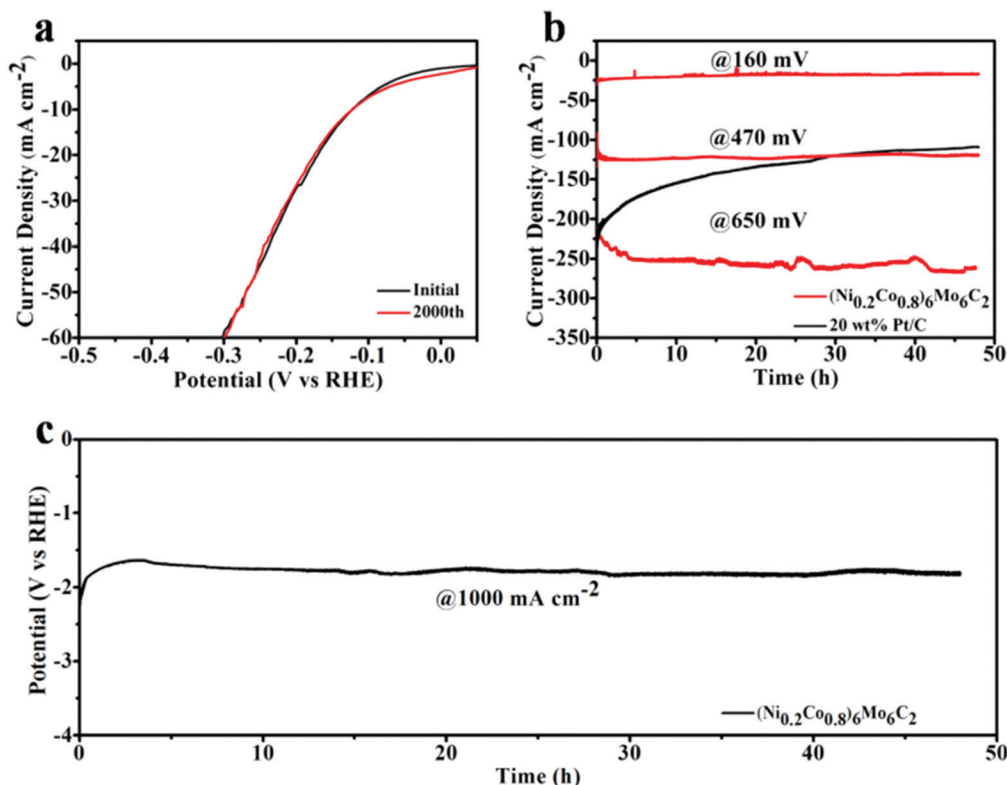 a
0
-10
-20
-30
-40
-50
-60
Current Density (mA cm⁻²)
Initial
2000th
-0.5 -0.4 -0.3 -0.2 -0.1 0.0
Potential (V vs RHE)
b
0
-50
-100
-150
-200
-250
-300
-350
Current Density (mA cm⁻²)
@160 mV
@470 mV
@650 mV
(Ni0.2Co0.8)6Mo6C2
20 wt% Pt/C
0 10 20 30 40 50
Time (h)
c
0
-1
-2
-3
-4
Potential (V vs RHE)
@1000 mA cm⁻²
(Ni0.2Co0.8)6Mo6C2
0 10 20 30 40 50
Time (h)